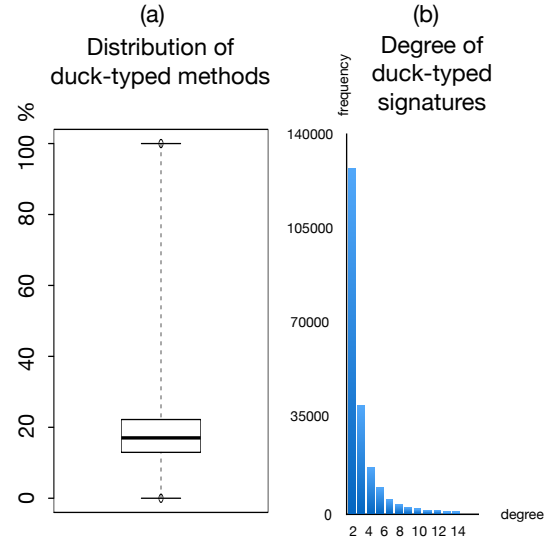 (a)
Distribution of
duck-typed methods
%
100
80
60
40
20
0
(b)
Degree of
duck-typed
signatures
frequency
140000
105000
70000
35000
0
2 4 6 8 10 12 14
degree